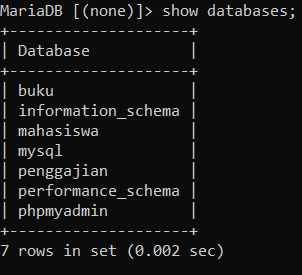 MariaDB [(none)]> show databases;
+--------------------+
| Database           |
+--------------------+
| buku               |
| information_schema |
| mahasiswa          |
| mysql              |
| penggajian         |
| performance_schema |
| phpmyadmin         |
+--------------------+
7 rows in set (0.002 sec)